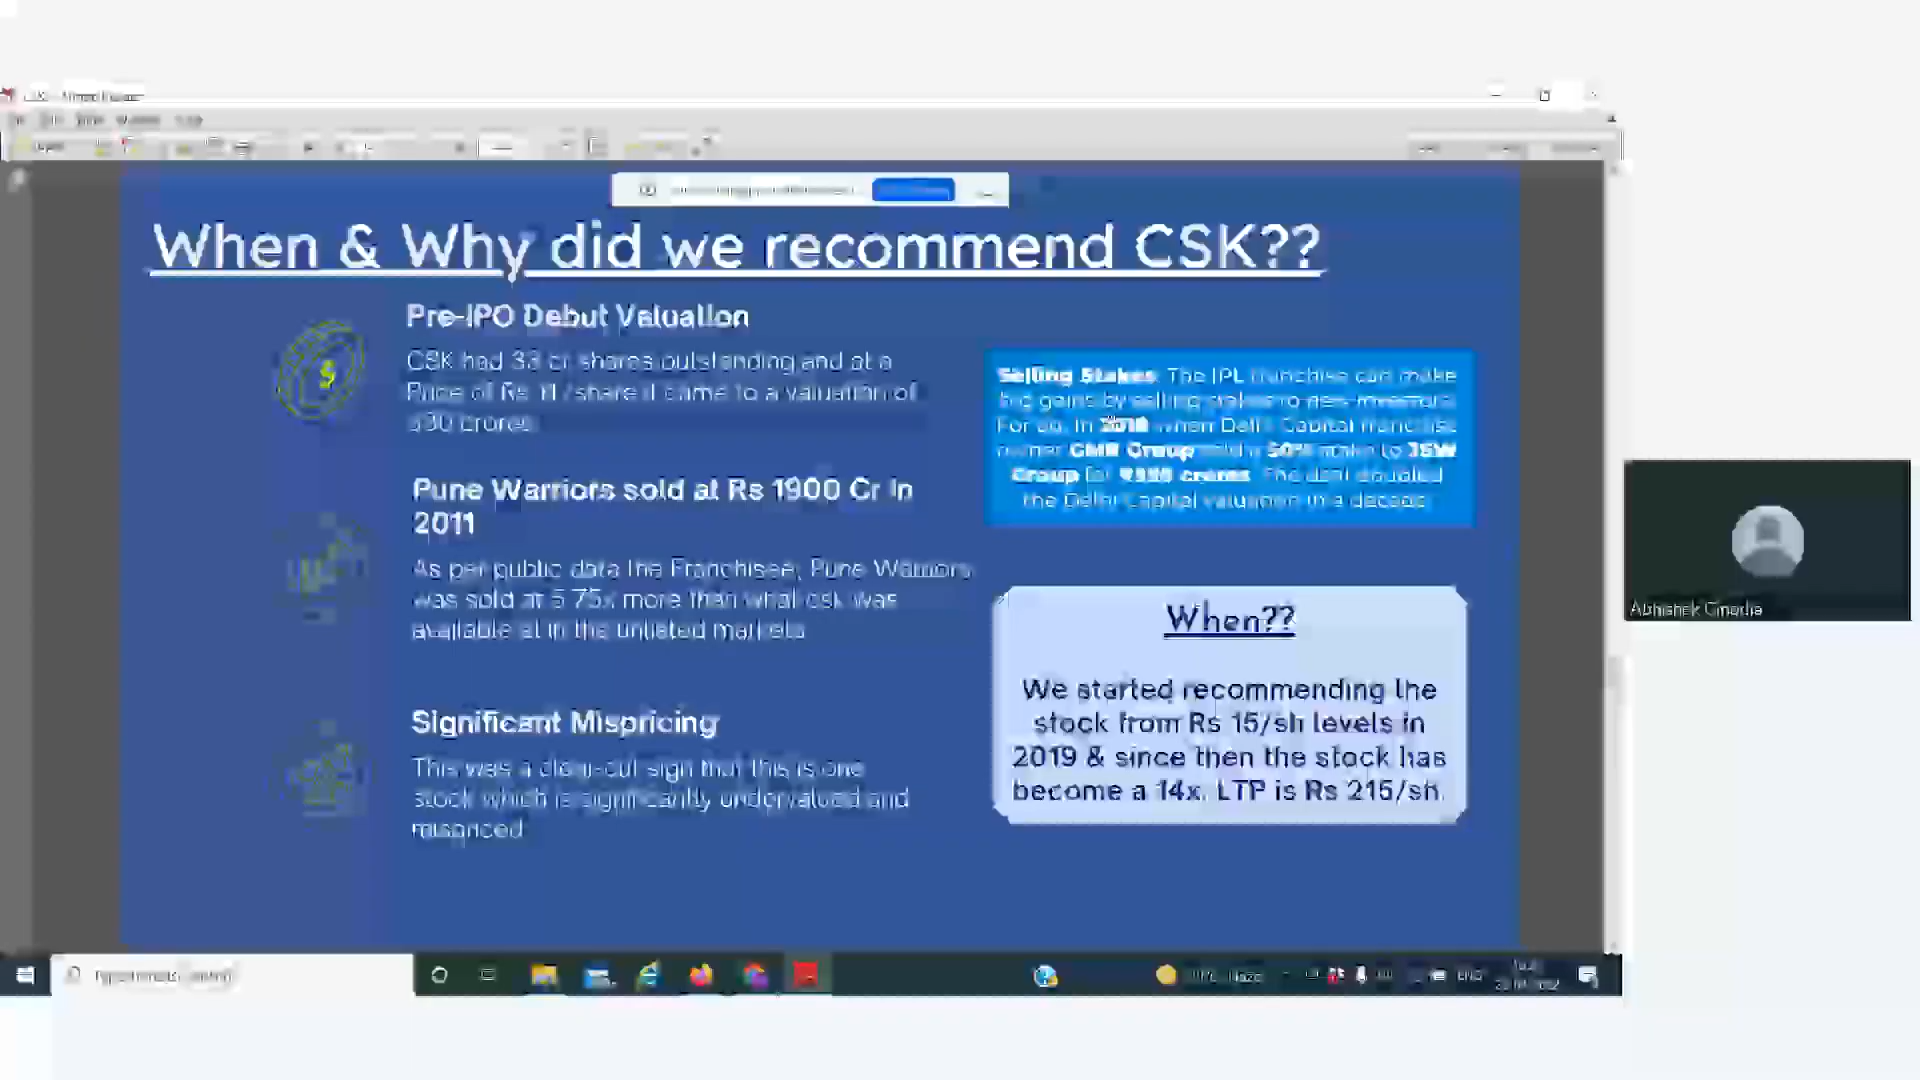 When & Why did we recommend CSK??
Pre-IPO Debut Valuation
CSK had 33 cr shares outstanding and at a
Price of Rs 11/share it came to a valuation of
330 crores
Pune Warriors sold at Rs 1900 Cr in
2011
As per public data the Franchisee, Pune Warriors
was sold at 5.75x more than what csk was
available at in the unlisted markets
Significant Mispricing
This was a clear-cut sign that this is one
stock which is significantly undervalued and
mispriced
Selling Stakes The IPL franchise can make
big gains by selling stakes to new investors.
For eg. in 2018 when Delhi Capital franchise
owner GMR Group sold a 50% stake to JSW
Group for crores. The deal doubled
the Delhi Capital valuation in a decade
When??
We started recommending the
stock from Rs 15/sh levels in
2019 & since then the stock has
become a 14x. LTP is Rs 215/sh.
Abhishek
ENG